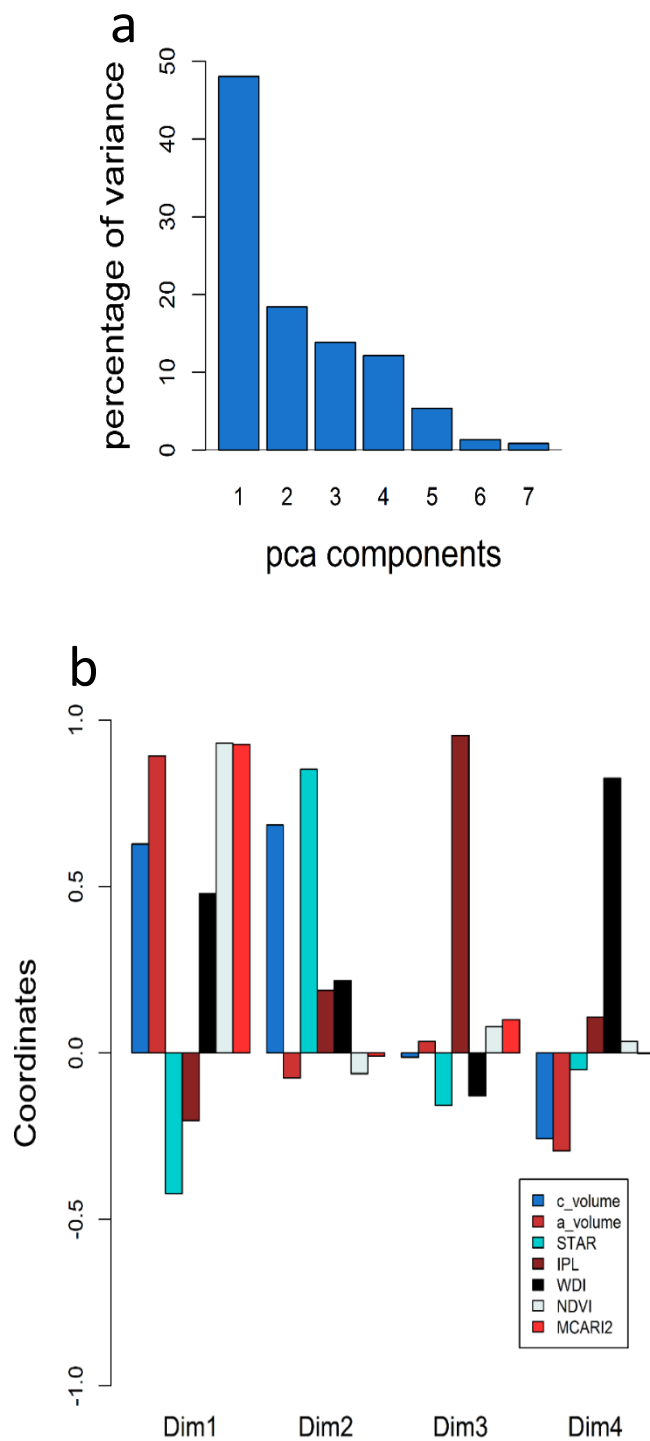 a
percentage of variance
50
40
30
20
10
0
1 2 3 4 5 6 7
pca components
b
Coordinates
1.0
0.5
0.0
-0.5
-1.0
c_volume
a_volume
STAR
IPL
WDI
NDVI
MCARI2
Dim1 Dim2 Dim3 Dim4